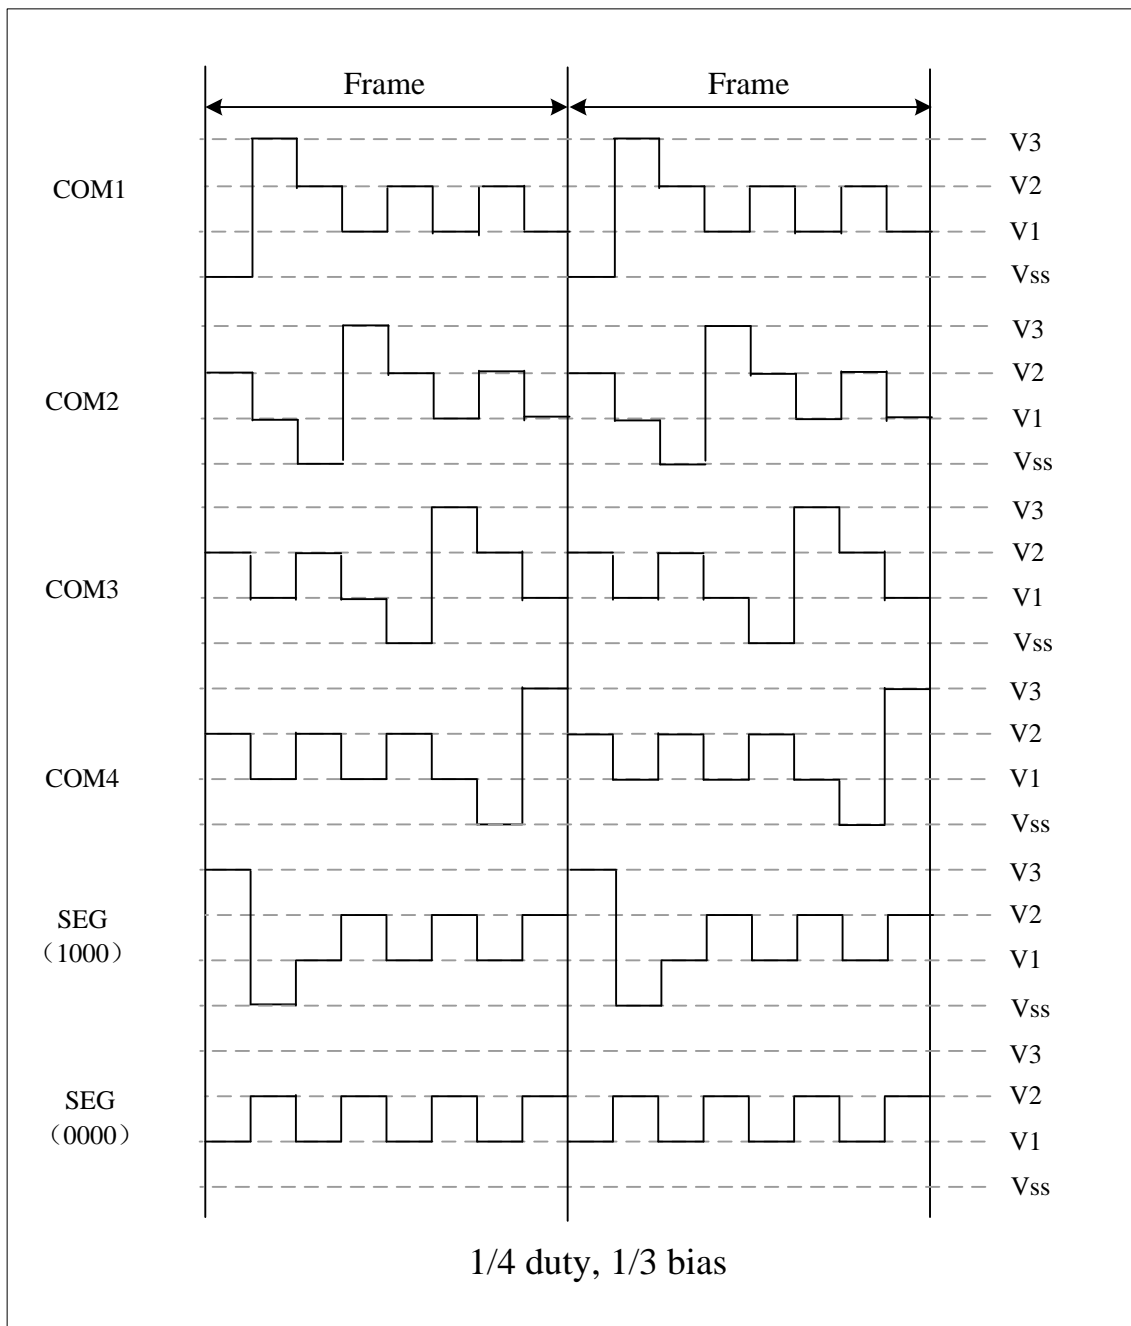 Frame Frame
V3
COM1
V2
V1
Vss
V3
V2
COM2
V1
Vss
V3
V2
COM3
V1
Vss
V3
V2
COM4
V1
Vss
V3
SEG
V2
（1000）
V1
Vss
V3
SEG
V2
（0000）
V1
Vss
1/4 duty, 1/3 bias